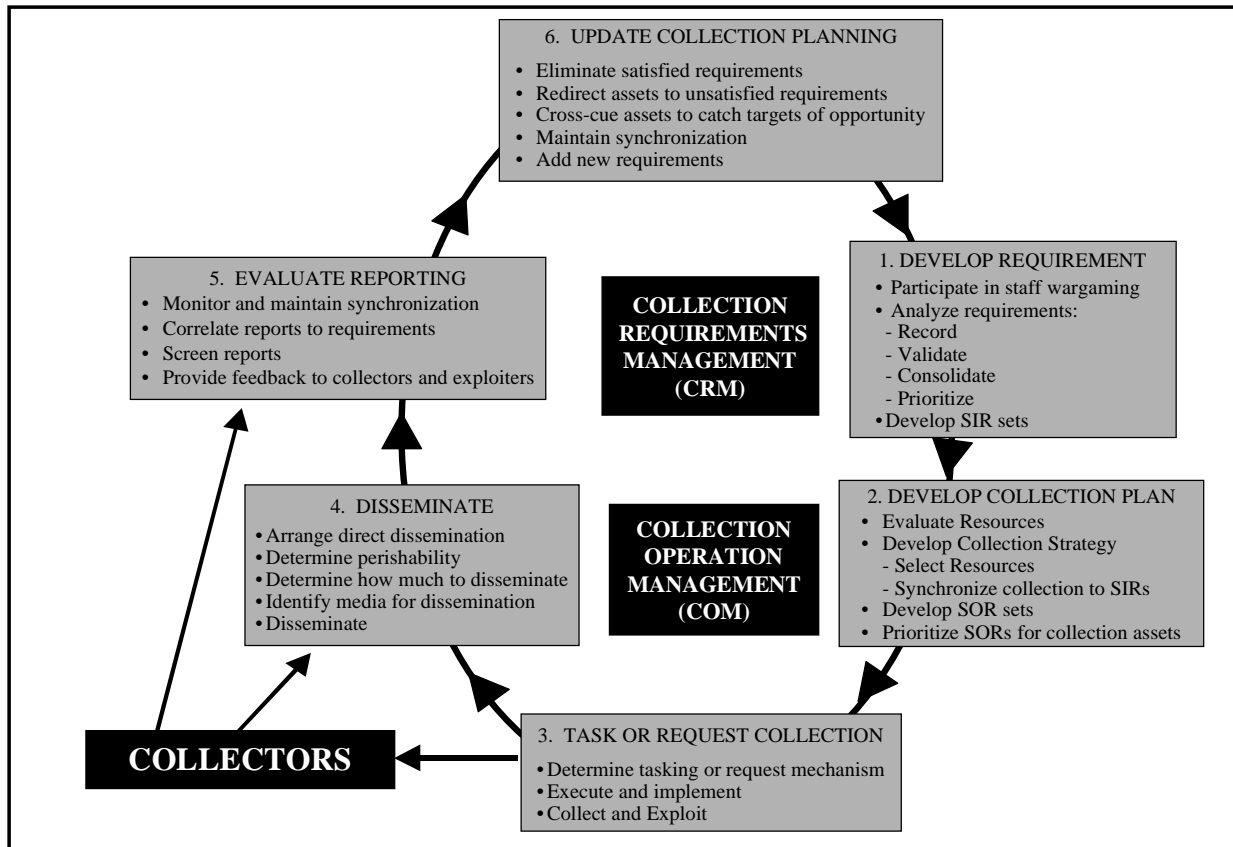 6. UPDATE COLLECTION PLANNING
• Eliminate satisfied requirements
• Redirect assets to unsatisfied requirements
• Cross-cue assets to catch targets of opportunity
• Maintain synchronization
• Add new requirements
1. DEVELOP REQUIREMENT
• Participate in staff wargaming
• Analyze requirements:
- Record
- Validate
- Consolidate
- Prioritize
• Develop SIR sets
2. DEVELOP COLLECTION PLAN
• Evaluate Resources
• Develop Collection Strategy
- Select Resources
- Synchronize collection to SIRs
• Develop SOR sets
• Prioritize SORs for collection assets
3. TASK OR REQUEST COLLECTION
• Determine tasking or request mechanism
• Execute and implement
• Collect and Exploit
4. DISSEMINATE
• Arrange direct dissemination
• Determine perishability
• Determine how much to disseminate
• Identify media for dissemination
• Disseminate
5. EVALUATE REPORTING
• Monitor and maintain synchronization
• Correlate reports to requirements
• Screen reports
• Provide feedback to collectors and exploiters
COLLECTION
REQUIREMENTS
MANAGEMENT
(CRM)
COLLECTION
OPERATION
MANAGEMENT
(COM)
COLLECTORS